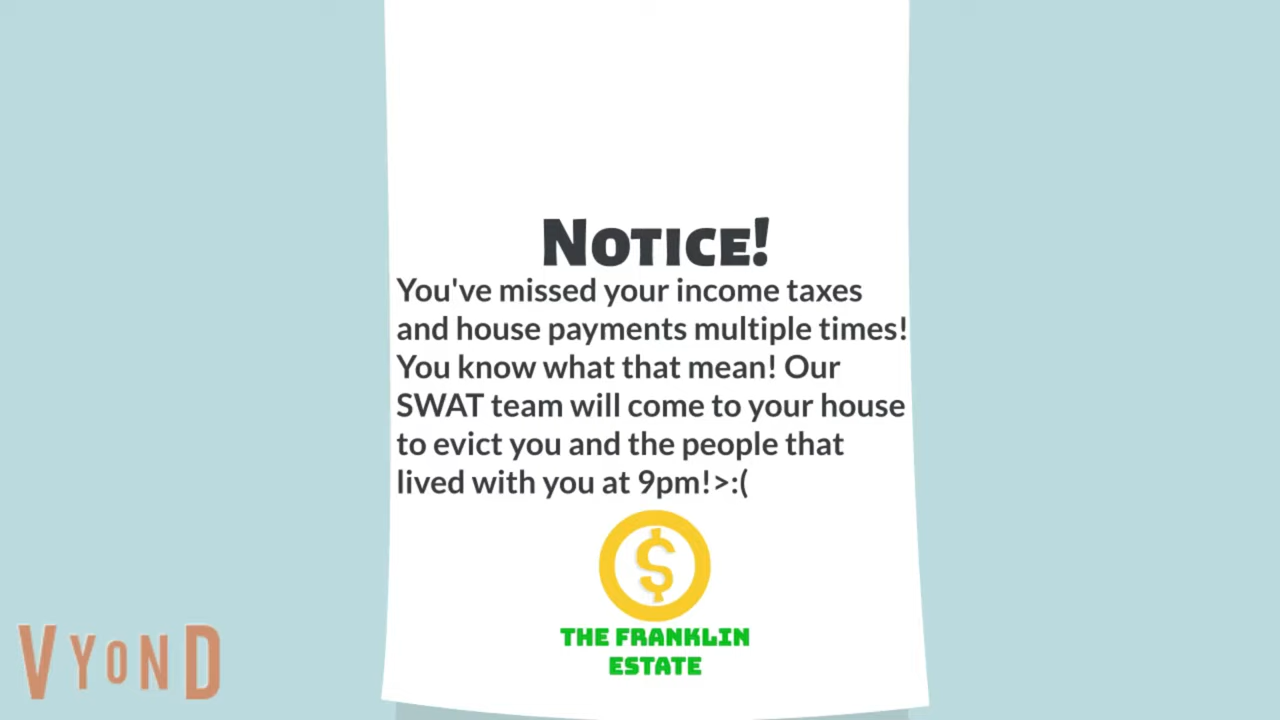 Notice!
You've missed your income taxes
and house payments multiple times!
You know what that mean! Our
SWAT team will come to your house
to evict you and the people that
lived with you at 9pm!>:(
$
THE FRANKLIN
ESTATE
VYOND